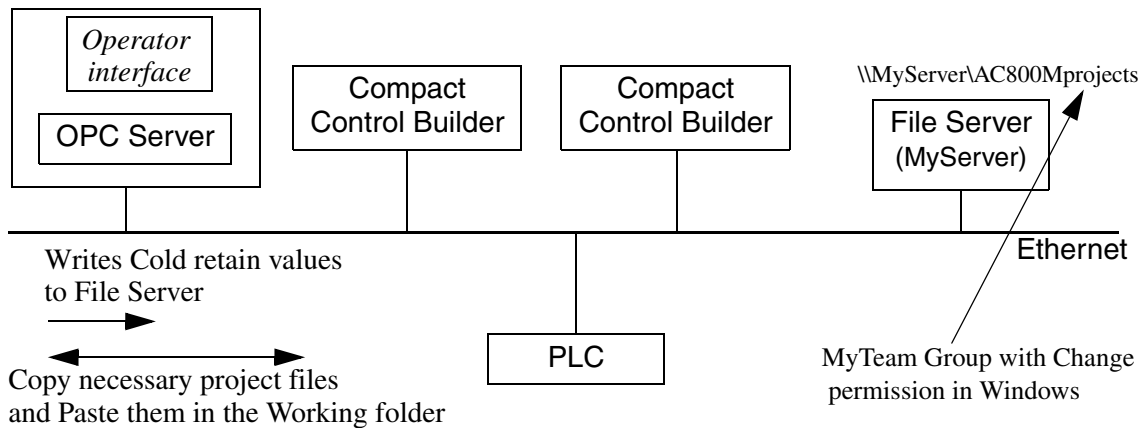 Operator
interface
OPC Server
Compact
Control Builder
Compact
Control Builder
\\MyServer\AC800Mprojects
File Server
(MyServer)
Ethernet
Writes Cold retain values
to File Server
PLC
Copy necessary project files
and Paste them in the Working folder
MyTeam Group with Change
permission in Windows